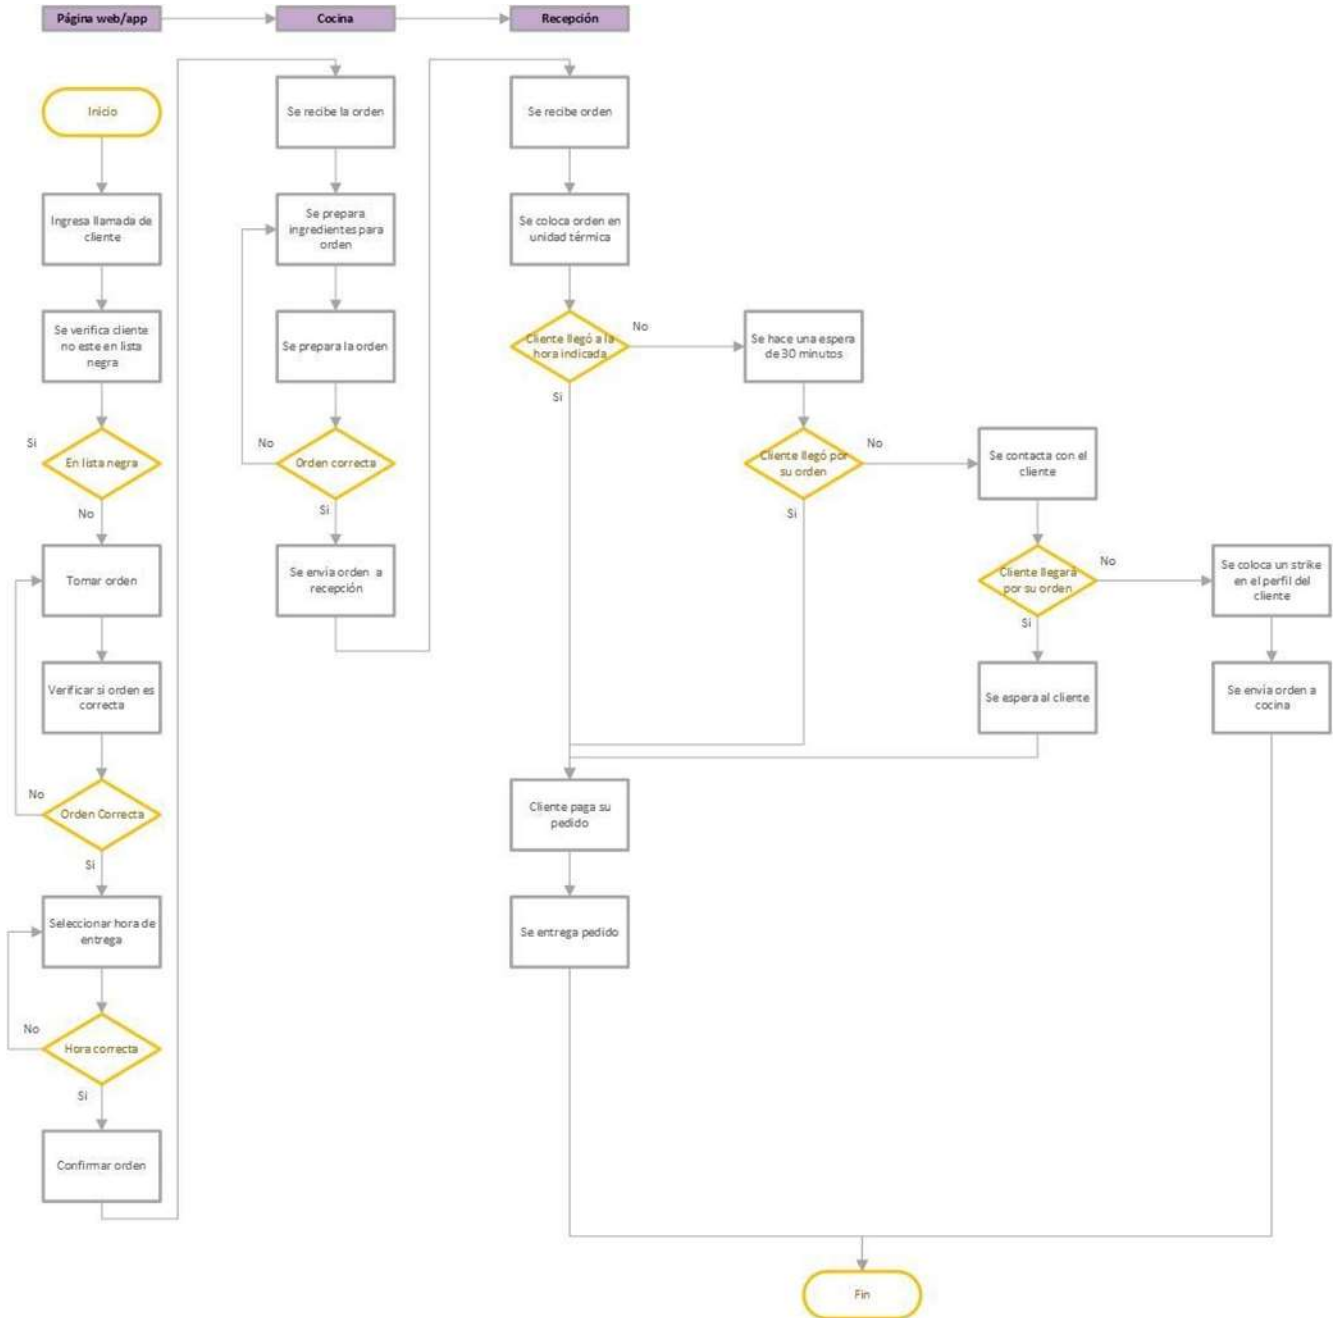 Página web/app
Cocina
Recepción
Inicio
Ingresa llamada de
cliente
Se verifica cliente
no este en lista
negra
Si
En lista negra
No
Tomar orden
Verificar si orden es
correcta
No
Orden Correcta
Si
Seleccionar hora de
entrega
No
Hora correcta
Si
Confirmar orden
Se recibe la orden
Se prepara
ingredientes para
orden
Se prepara la orden
No
Orden correcta
Si
Se envia orden a
recepción
Se recibe orden
Se coloca orden en
unidad térmica
Cliente llegó a la
hora indicada
No
Si
Se hace una espera
de 30 minutos
Cliente llegó por
su orden
No
Si
Se contacta con el
cliente
Cliente llegará
por su orden
No
Si
Se coloca un strike
en el perfil del
cliente
Se espera al cliente
Se envia orden a
cocina
Cliente paga su
pedido
Se entrega pedido
Fin